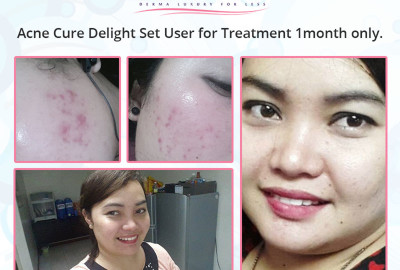 DERMA LUXURY FOR LESS
Acne Cure Delight Set User for Treatment 1month only.